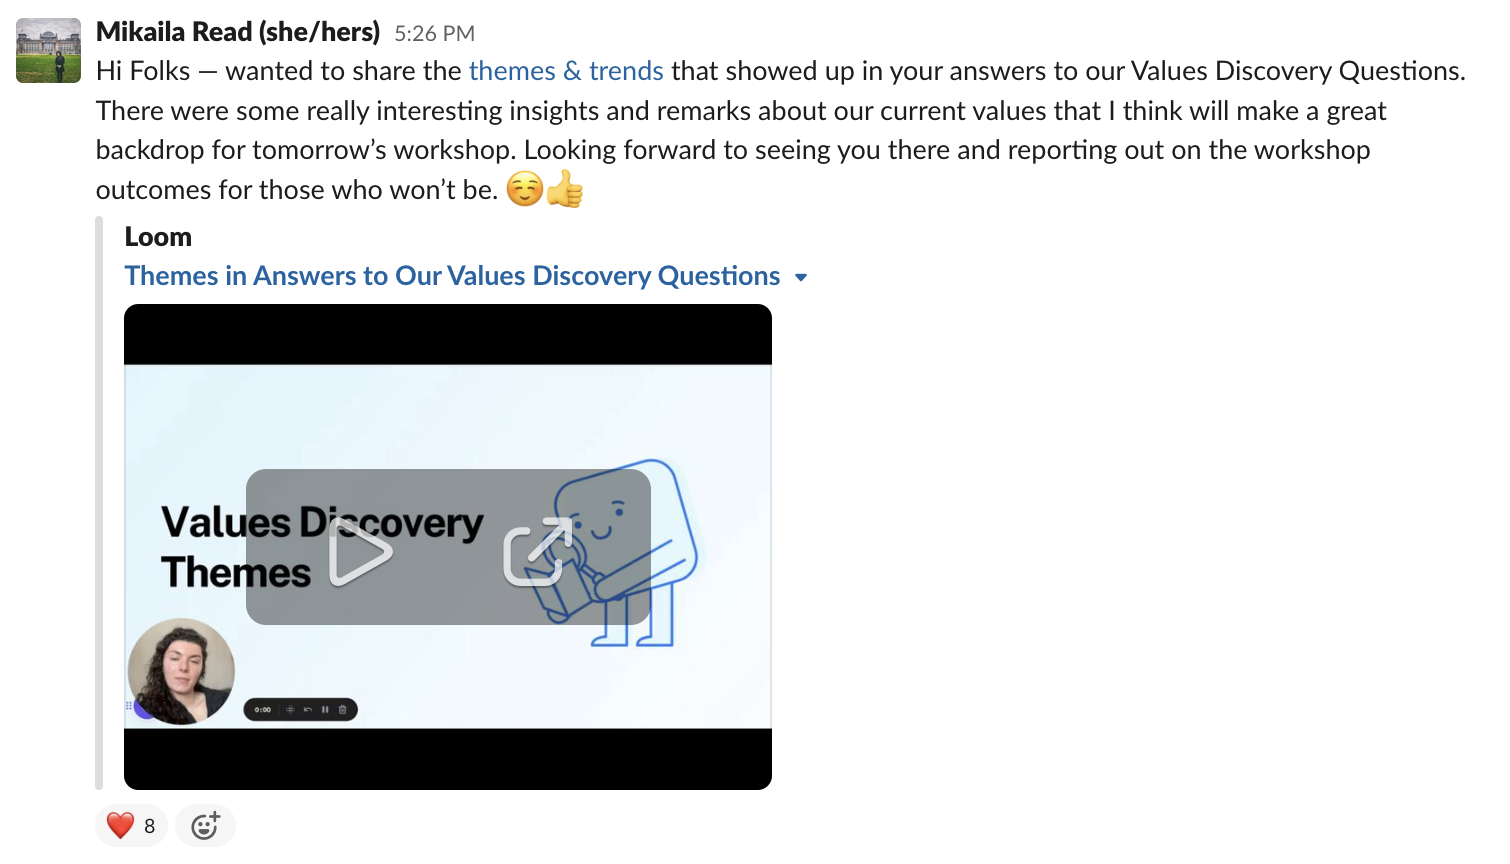 Mikaila Read (she/hers) 5:26 PM
Hi Folks — wanted to share the themes & trends that showed up in your answers to our Values Discovery Questions.
There were some really interesting insights and remarks about our current values that I think will make a great
backdrop for tomorrow’s workshop. Looking forward to seeing you there and reporting out on the workshop
outcomes for those who won’t be. ☺️👍
Loom
Themes in Answers to Our Values Discovery Questions
Values Discovery
Themes
0:00
❤️ 8